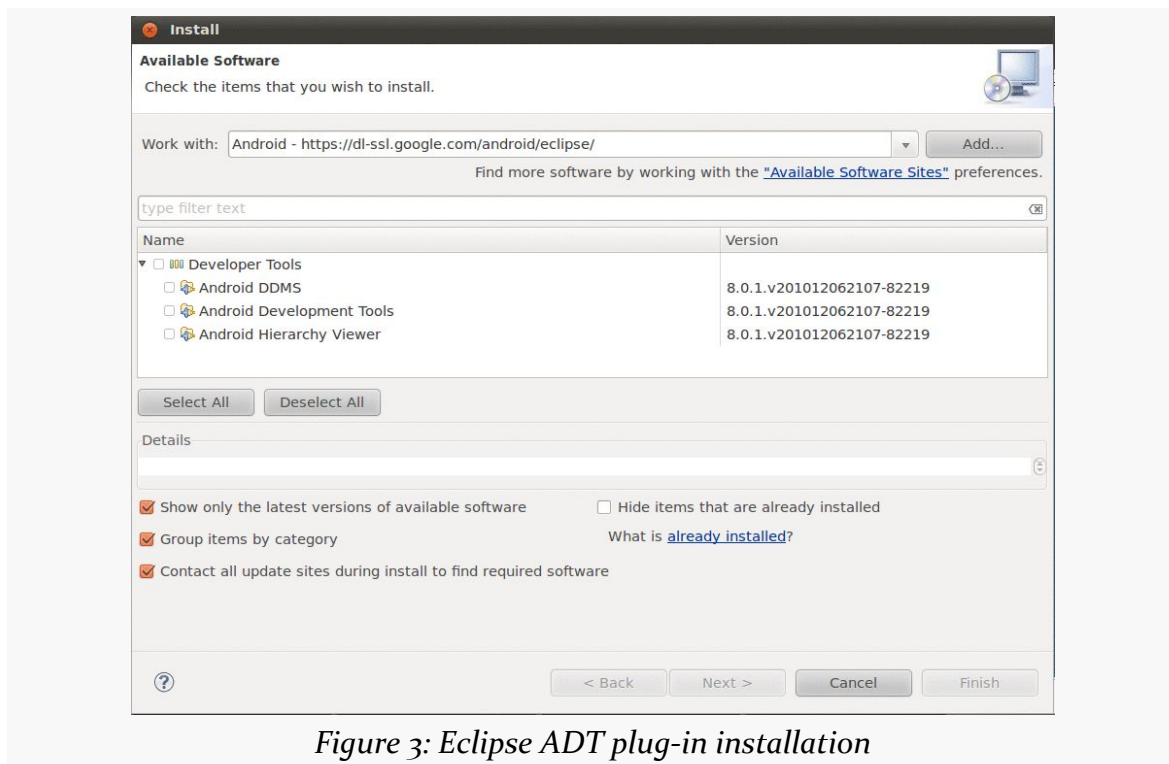 Install
Available Software
Check the items that you wish to install.
Work with: Android - https://dl-ssl.google.com/android/eclipse/ Add...
Find more software by working with the "Available Software Sites" preferences.
type filter text
Name Version
Developer Tools
Android DDMS 8.0.1.v201012062107-82219
Android Development Tools 8.0.1.v201012062107-82219
Android Hierarchy Viewer 8.0.1.v201012062107-82219
Select All Deselect All
Details
Show only the latest versions of available software Hide items that are already installed
Group items by category What is already installed?
Contact all update sites during install to find required software
? < Back Next > Cancel Finish
Figure 3: Eclipse ADT plug-in installation